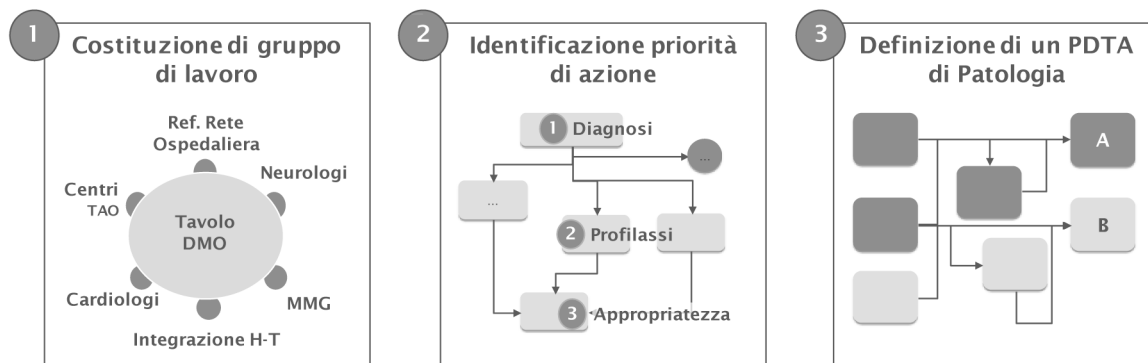 1
Costituzione di gruppo
di lavoro
Ref. Rete
Ospedaliera
Neurologi
Centri
TAO
Tavolo
DMO
Cardiologi
MMG
Integrazione H-T
2
Identificazione priorità
di azione
1 Diagnosi
...
...
2 Profilassi
3 Appropriatezza
3
Definizione di un PDTA
di Patologia
A
B